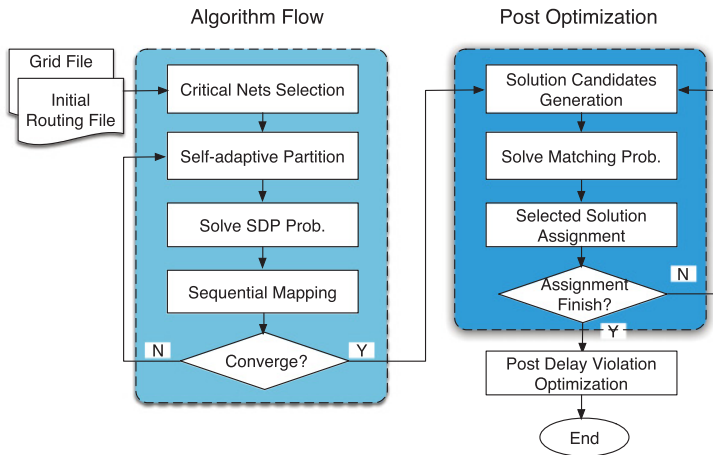 Algorithm Flow
Grid File
Initial
Routing File
Critical Nets Selection
Self-adaptive Partition
Solve SDP Prob.
Sequential Mapping
Converge?
N
Y
Post Optimization
Solution Candidates
Generation
Solve Matching Prob.
Selected Solution
Assignment
Assignment
Finish?
N
Y
Post Delay Violation
Optimization
End